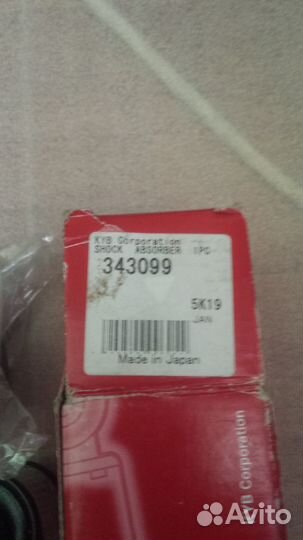 KYB Corporation
SHOCK ABSORBER 1PC
343099
5K19
JAN
Made in Japan
KYB Corporation
Avito